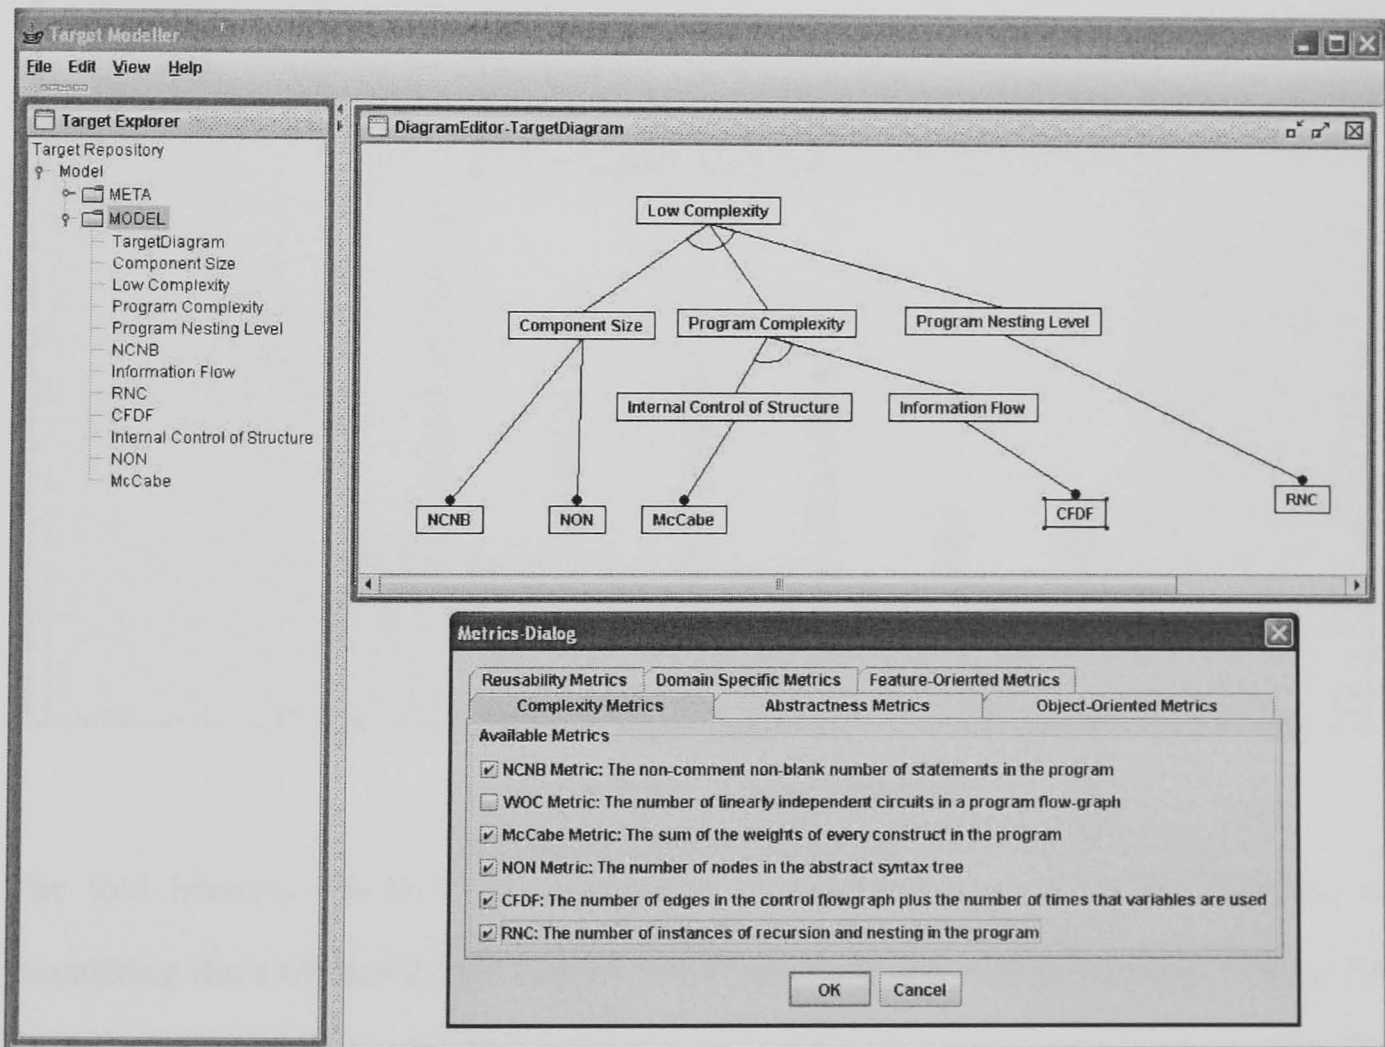 Target Modeller
File Edit View Help
Target Explorer
Target Repository
Model
META
MODEL
TargetDiagram
Component Size
Low Complexity
Program Complexity
Program Nesting Level
NCNB
Information Flow
RNC
CFDF
Internal Control of Structure
NON
McCabe
DiagramEditor-TargetDiagram
Low Complexity
Component Size
Program Complexity
Program Nesting Level
Internal Control of Structure
Information Flow
NCNB
NON
McCabe
CFDF
RNC
Metrics-Dialog
Reusability Metrics
Domain Specific Metrics
Feature-Oriented Metrics
Complexity Metrics
Abstractness Metrics
Object-Oriented Metrics
Available Metrics
NCNB Metric: The non-comment non-blank number of statements in the program
WOC Metric: The number of linearly independent circuits in a program flow-graph
McCabe Metric: The sum of the weights of every construct in the program
NON Metric: The number of nodes in the abstract syntax tree
CFDF: The number of edges in the control flowgraph plus the number of times that variables are used
RNC: The number of instances of recursion and nesting in the program
OK
Cancel